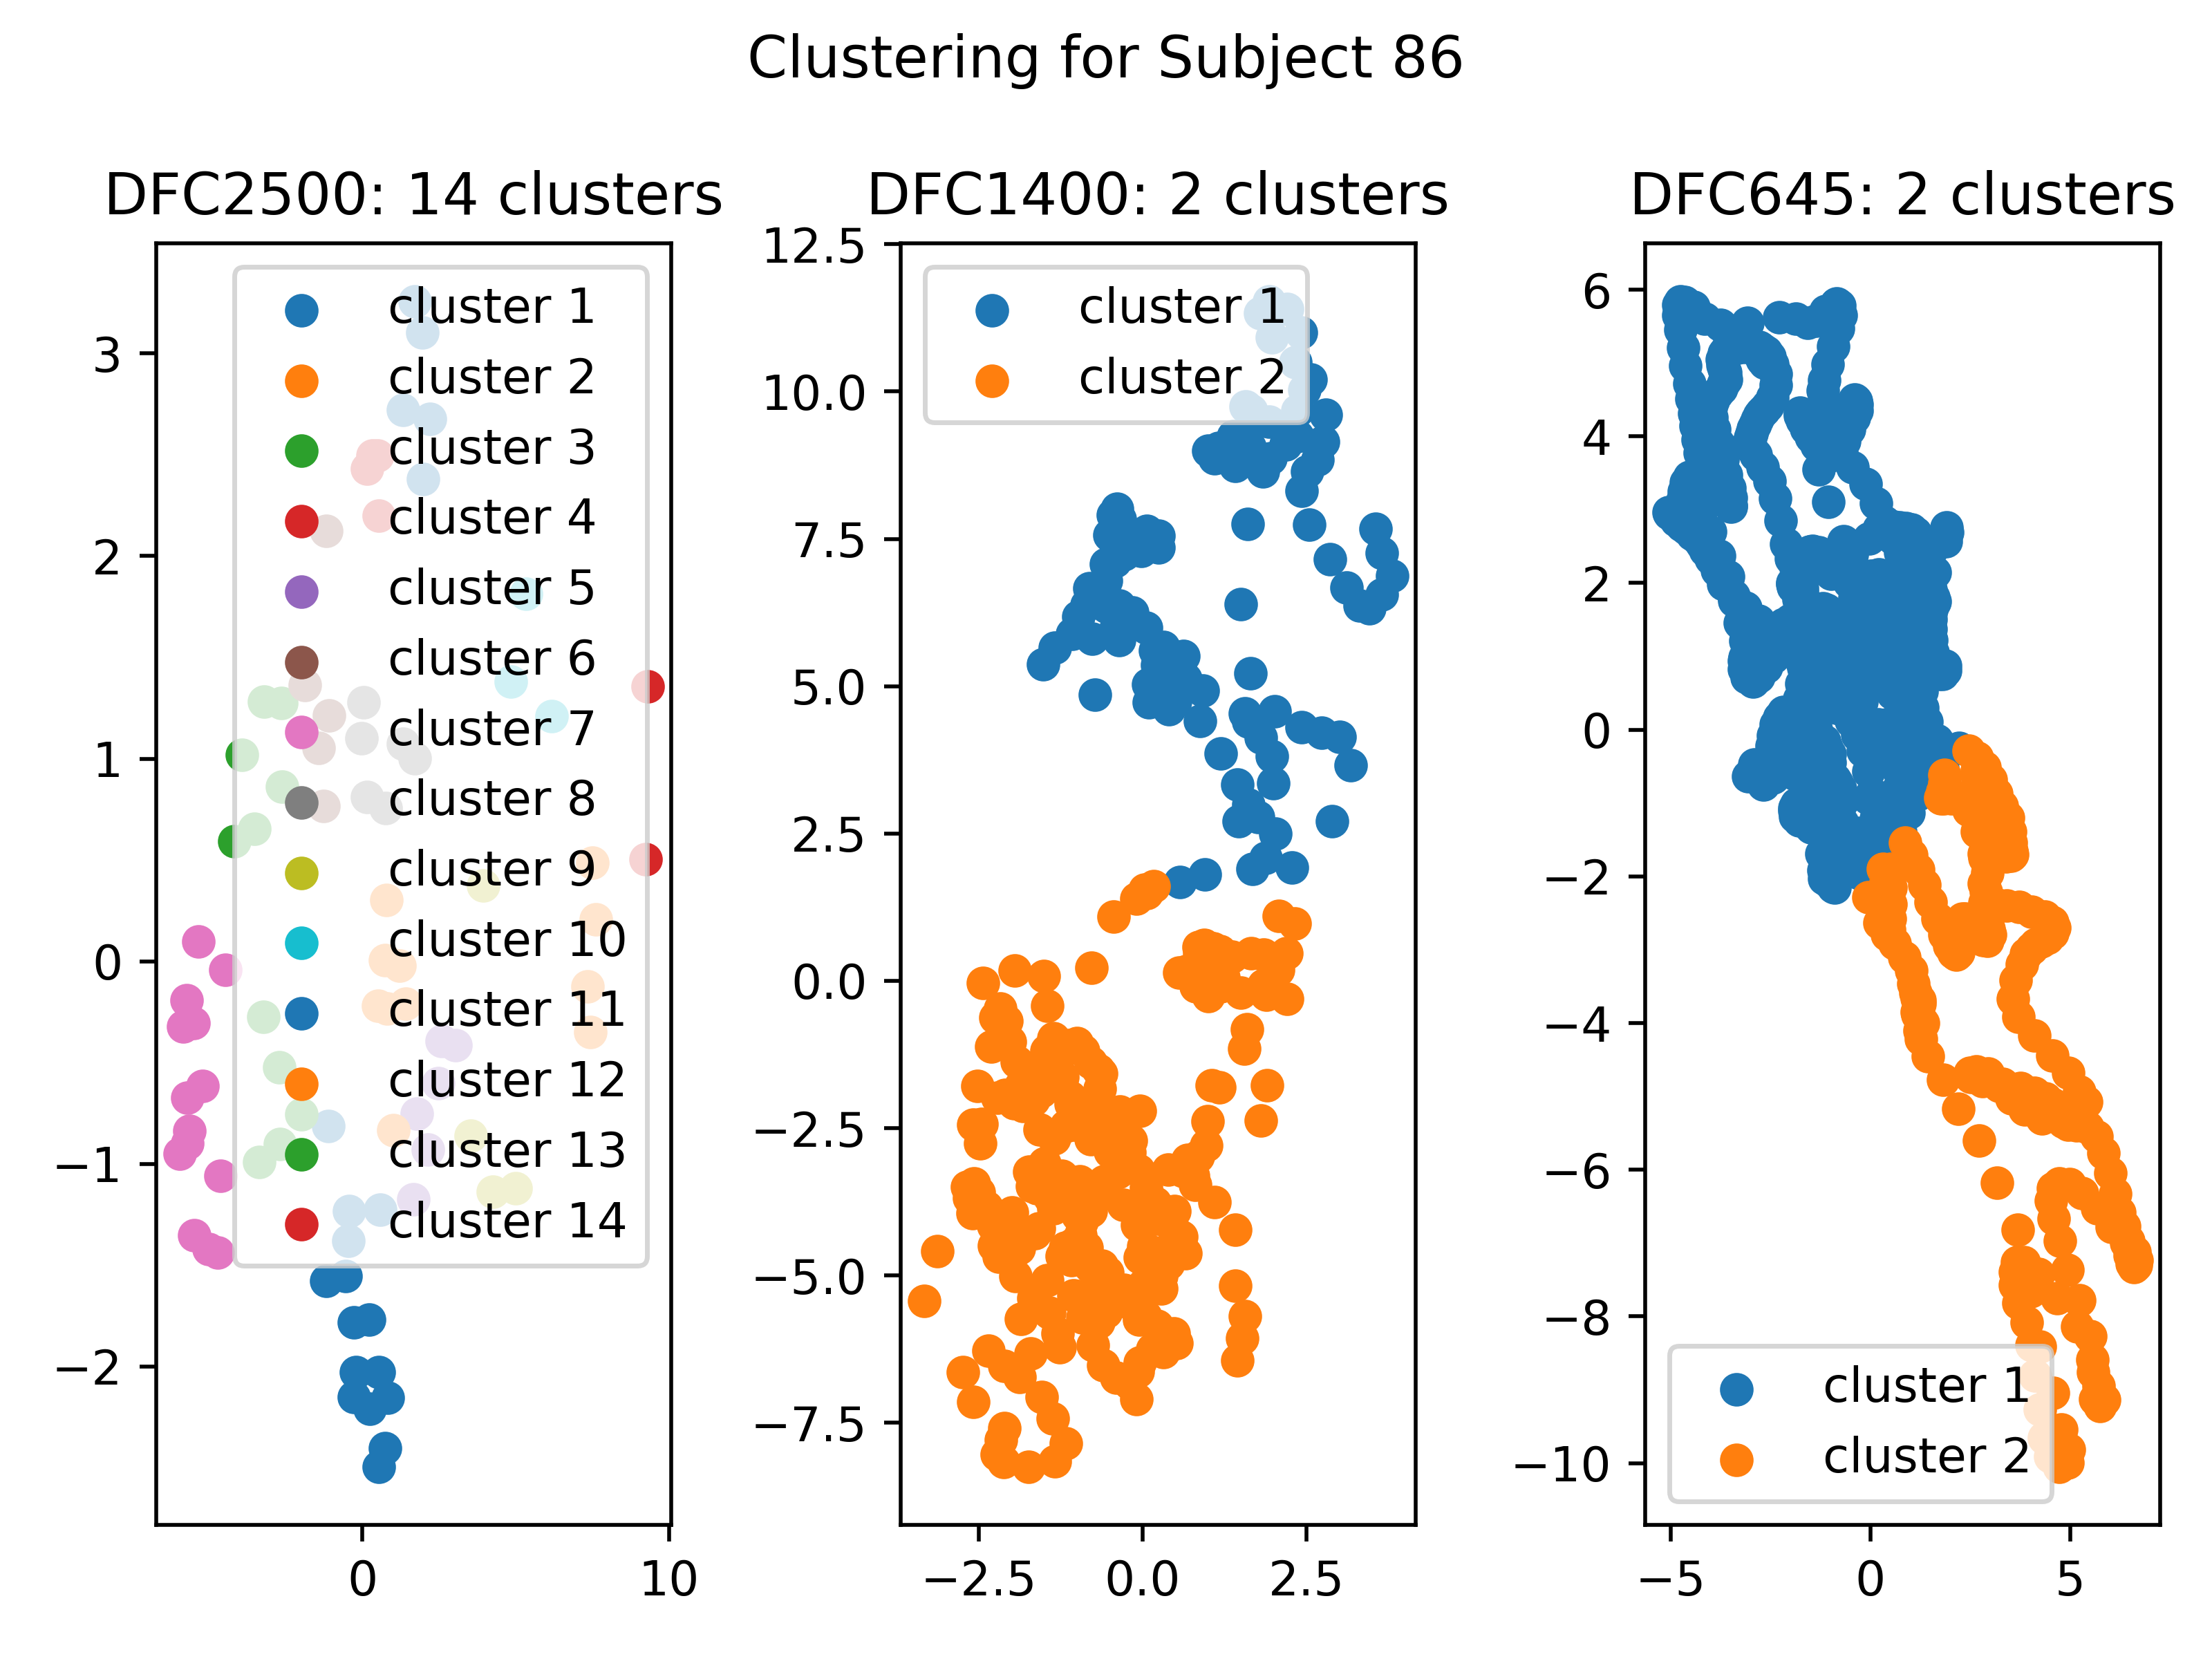 Clustering for Subject 86
DFC2500: 14 clusters
3
2
1
0
−1
−2
0
10
cluster 1
cluster 2
cluster 3
cluster 4
cluster 5
cluster 6
cluster 7
cluster 8
cluster 9
cluster 10
cluster 11
cluster 12
cluster 13
cluster 14
DFC1400: 2 clusters
12.5
10.0
7.5
5.0
2.5
0.0
−2.5
−5.0
−7.5
−2.5
0.0
2.5
cluster 1
cluster 2
DFC645: 2 clusters
6
4
2
0
−2
−4
−6
−8
−10
−5
0
5
cluster 1
cluster 2